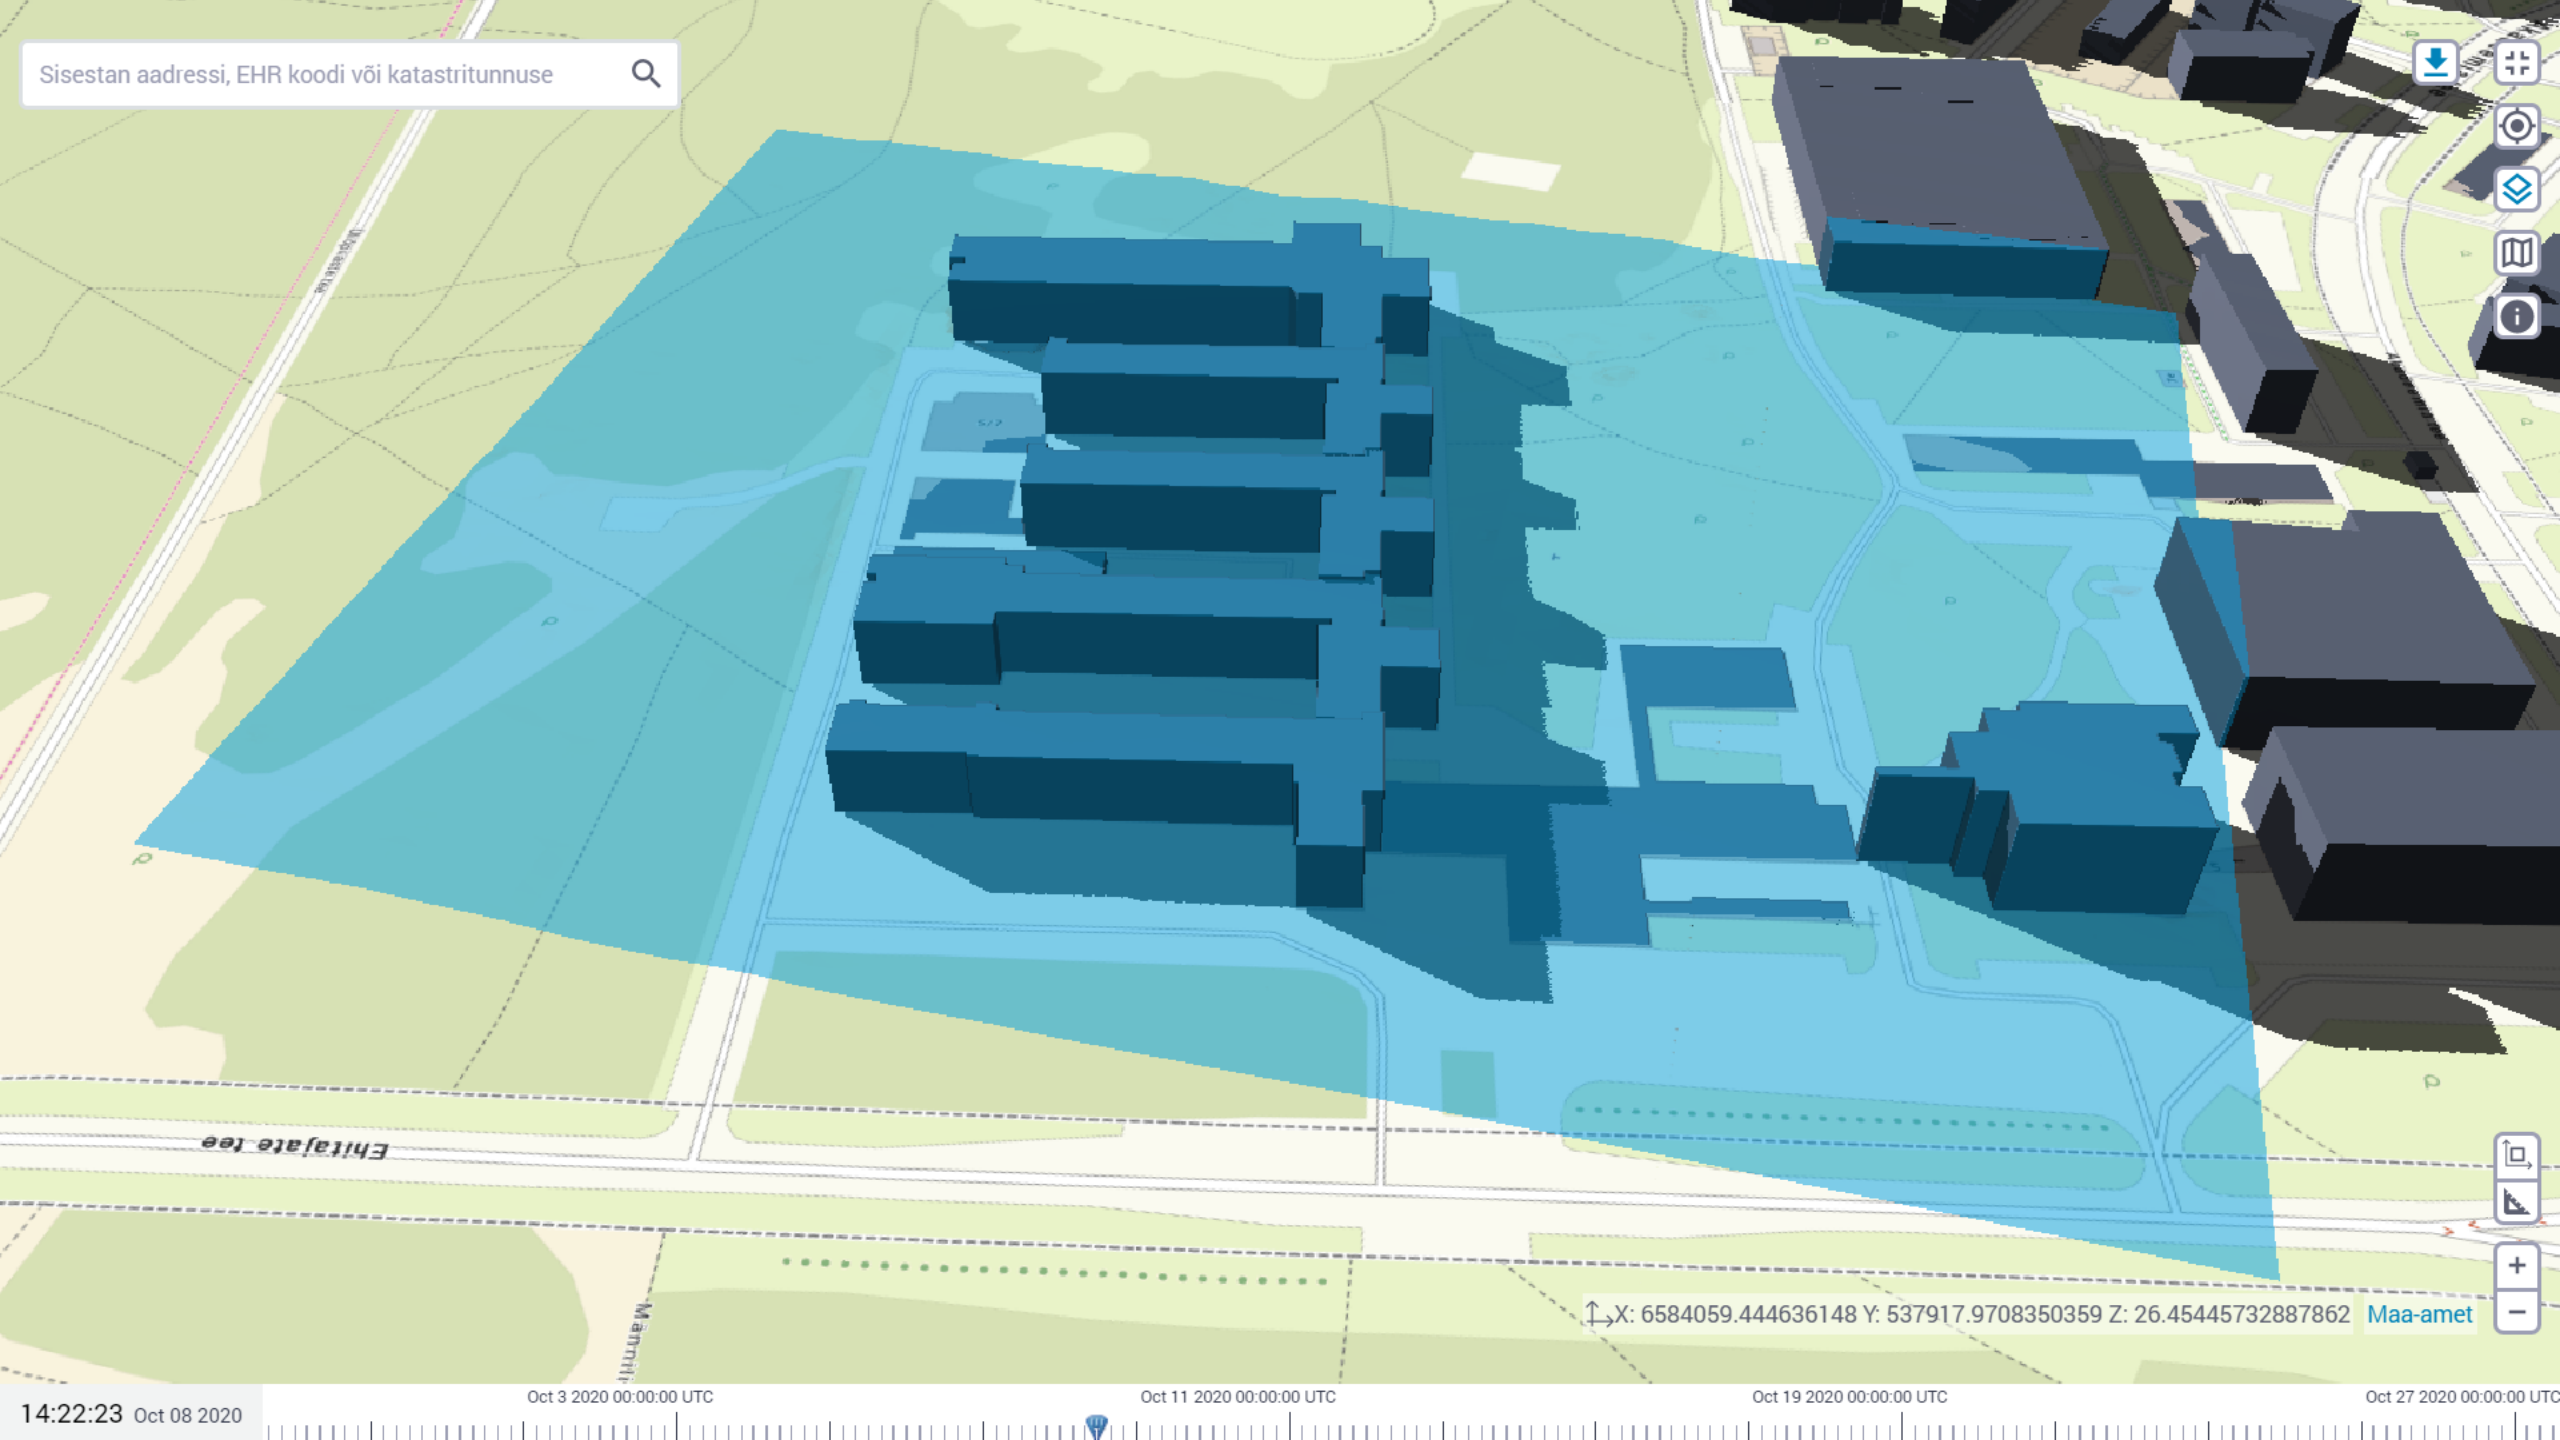 Sisestan aadressi, EHR koodi või katastritunnuse
Ehitajate tee
X: 6584059.444636148 Y: 537917.9708350359 Z: 26.45445732887862 Maa-amet
Oct 3 2020 00:00:00 UTC
Oct 11 2020 00:00:00 UTC
Oct 19 2020 00:00:00 UTC
Oct 27 2020 00:00:00 UTC
14:22:23 Oct 08 2020